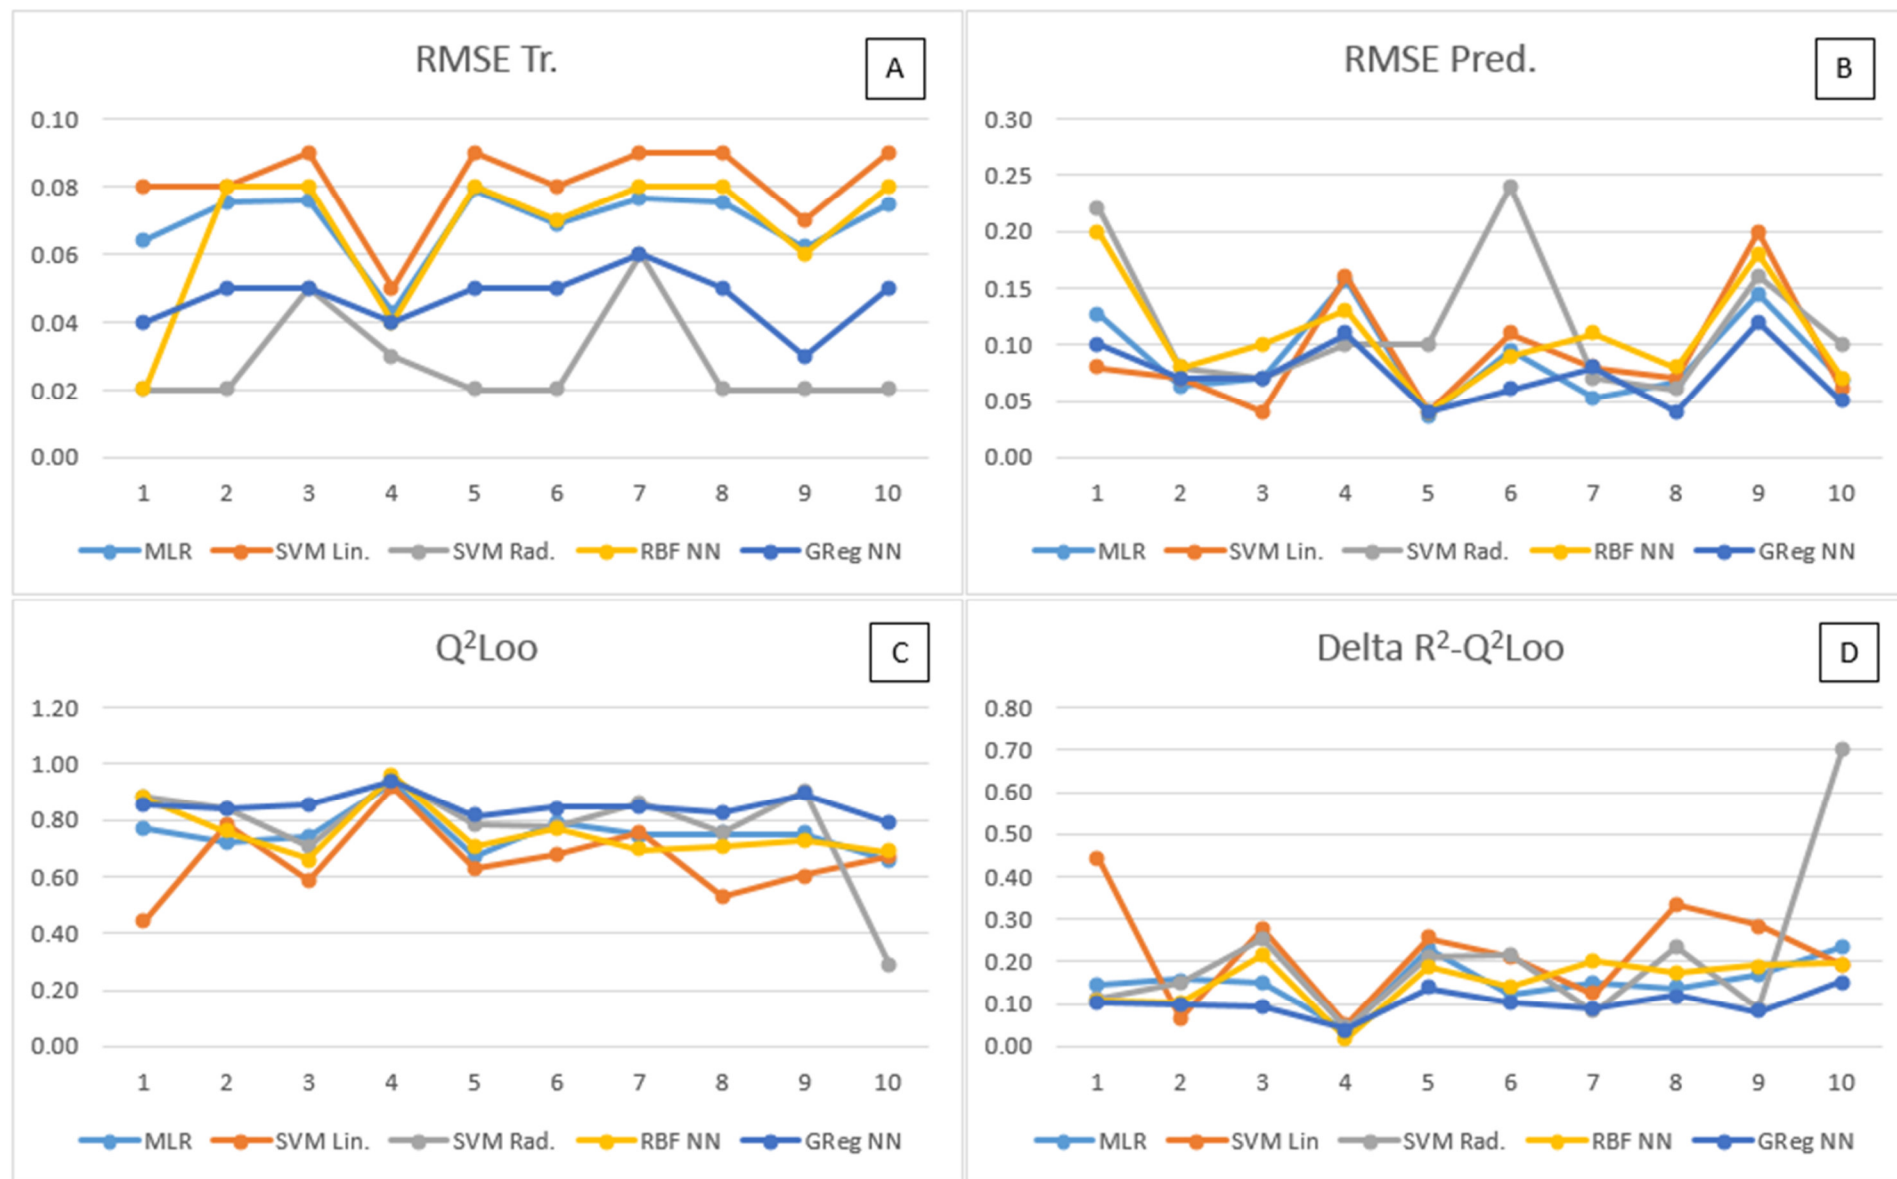 RMSE Tr.
A
0.10
0.08
0.06
0.04
0.02
0.00
1 2 3 4 5 6 7 8 9 10
MLR SVM Lin. SVM Rad. RBF NN GReg NN
RMSE Pred.
B
0.30
0.25
0.20
0.15
0.10
0.05
0.00
1 2 3 4 5 6 7 8 9 10
MLR SVM Lin. SVM Rad. RBF NN GReg NN
Q²Loo
C
1.20
1.00
0.80
0.60
0.40
0.20
0.00
1 2 3 4 5 6 7 8 9 10
MLR SVM Lin. SVM Rad. RBF NN GReg NN
Delta R²-Q²Loo
D
0.80
0.70
0.60
0.50
0.40
0.30
0.20
0.10
0.00
1 2 3 4 5 6 7 8 9 10
MLR SVM Lin SVM Rad. RBF NN GReg NN